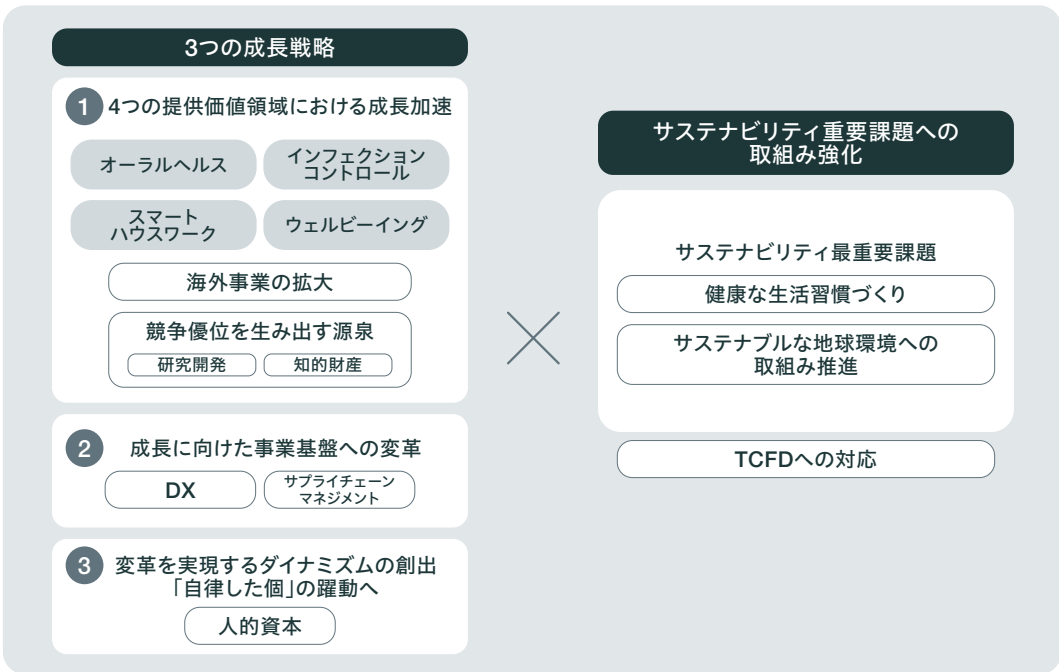 3つの成長戦略
1 4つの提供価値領域における成長加速
オーラルヘルス
インフェクション
コントロール
スマート
ハウスワーク
ウェルビーイング
海外事業の拡大
競争優位を生み出す源泉
研究開発
知的財産
2 成長に向けた事業基盤への変革
DX
サプライチェーン
マネジメント
3 変革を実現するダイナミズムの創出
「自律した個」の躍動へ
人的資本
サステナビリティ重要課題への
取組み強化
サステナビリティ最重要課題
健康な生活習慣づくり
サステナブルな地球環境への
取組み推進
TCFDへの対応